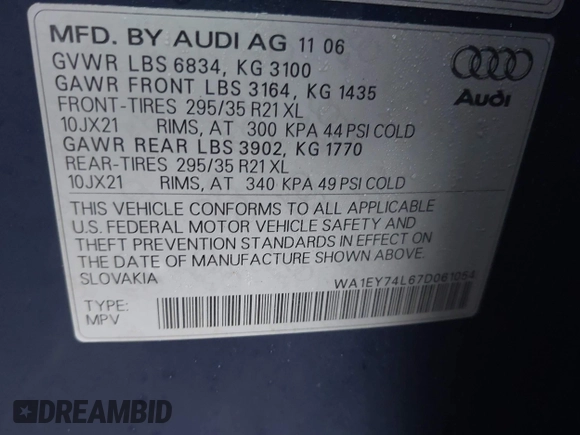 MFD. BY AUDI AG 11 06
GVWR LBS 6834, KG 3100
GAWR FRONT LBS 3164, KG 1435
FRONT-TIRES 295/35 R21 XL
10JX21 RIMS, AT 300 KPA 44 PSI COLD
GAWR REAR LBS 3902, KG 1770
REAR-TIRES 295/35 R21 XL
10JX21 RIMS, AT 340 KPA 49 PSI COLD
Audi
THIS VEHICLE CONFORMS TO ALL APPLICABLE
U.S. FEDERAL MOTOR VEHICLE SAFETY AND
THEFT PREVENTION STANDARDS IN EFFECT ON
THE DATE OF MANUFACTURE SHOWN ABOVE.
SLOVAKIA
WA1EY74L67D061054
TYPE:
MPV
DREAMBID